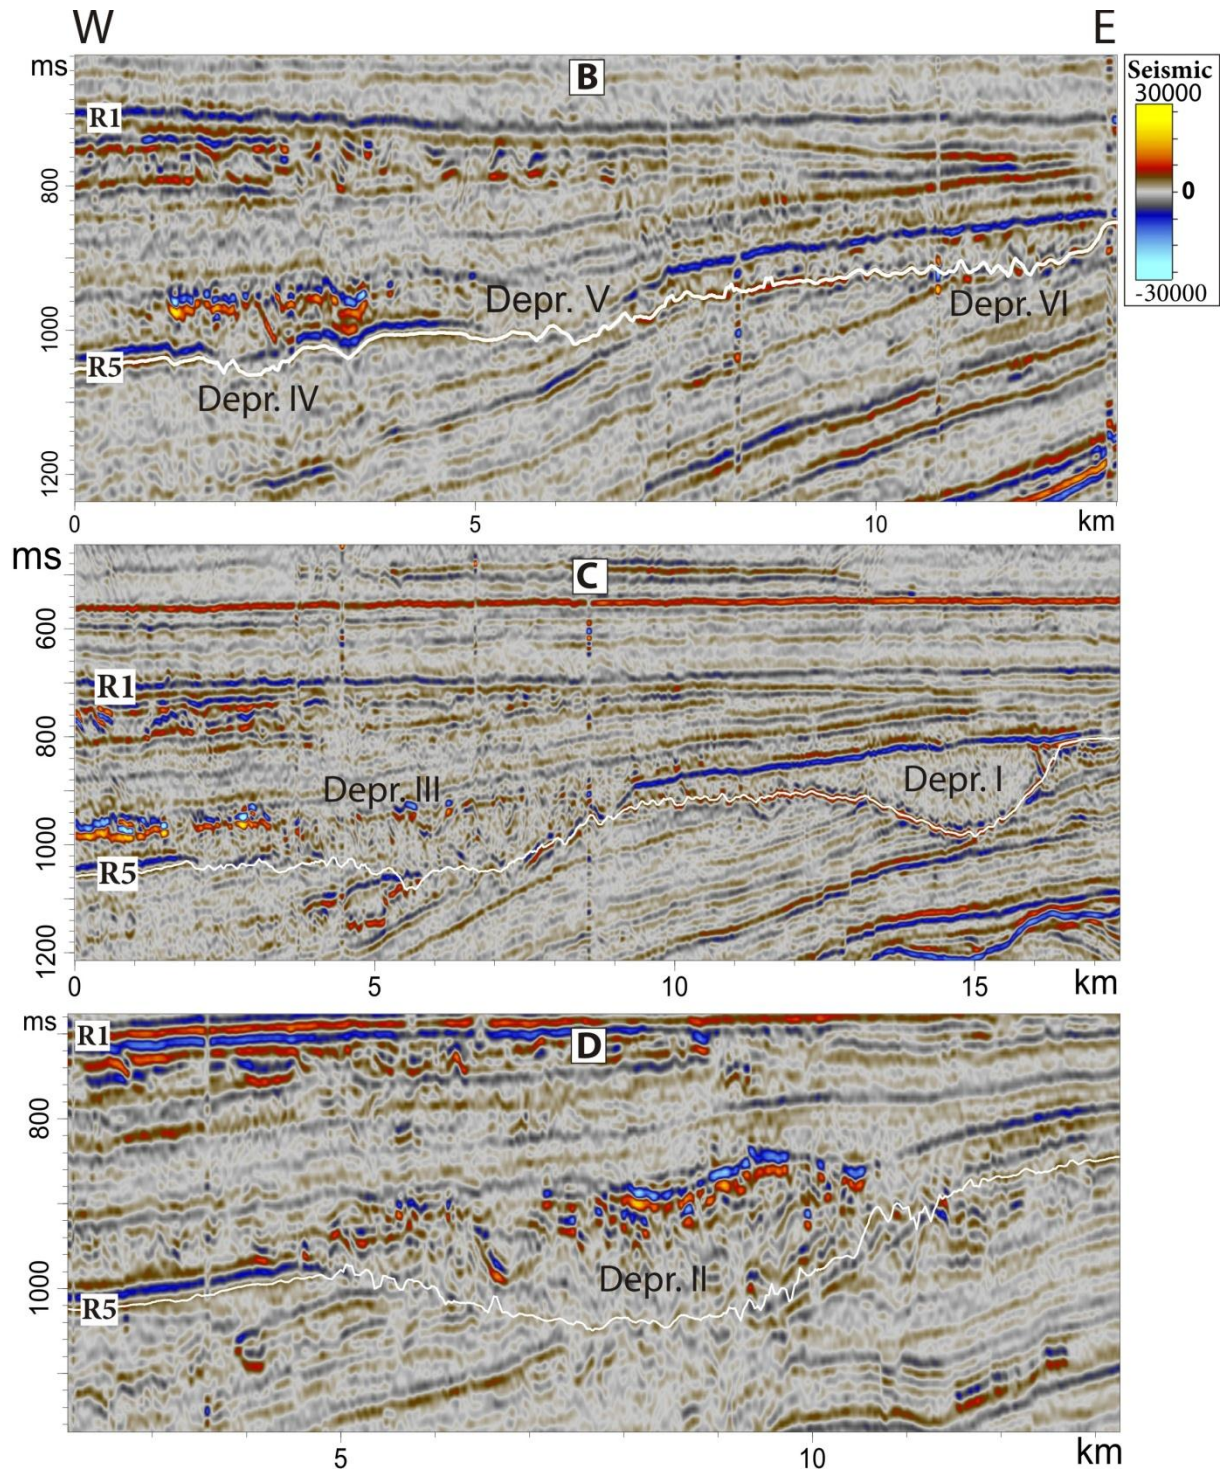 W E
ms B Seismic
30000
R1
800
0
-30000
Depr. V Depr. VI
1000
R5
Depr. IV
1200
0 5 10 km
ms C
600
R1
800
Depr. III Depr. I
1000
R5
1200
0 5 10 15 km
ms
R1 D
800
Depr. II
1000
R5
5 10 km